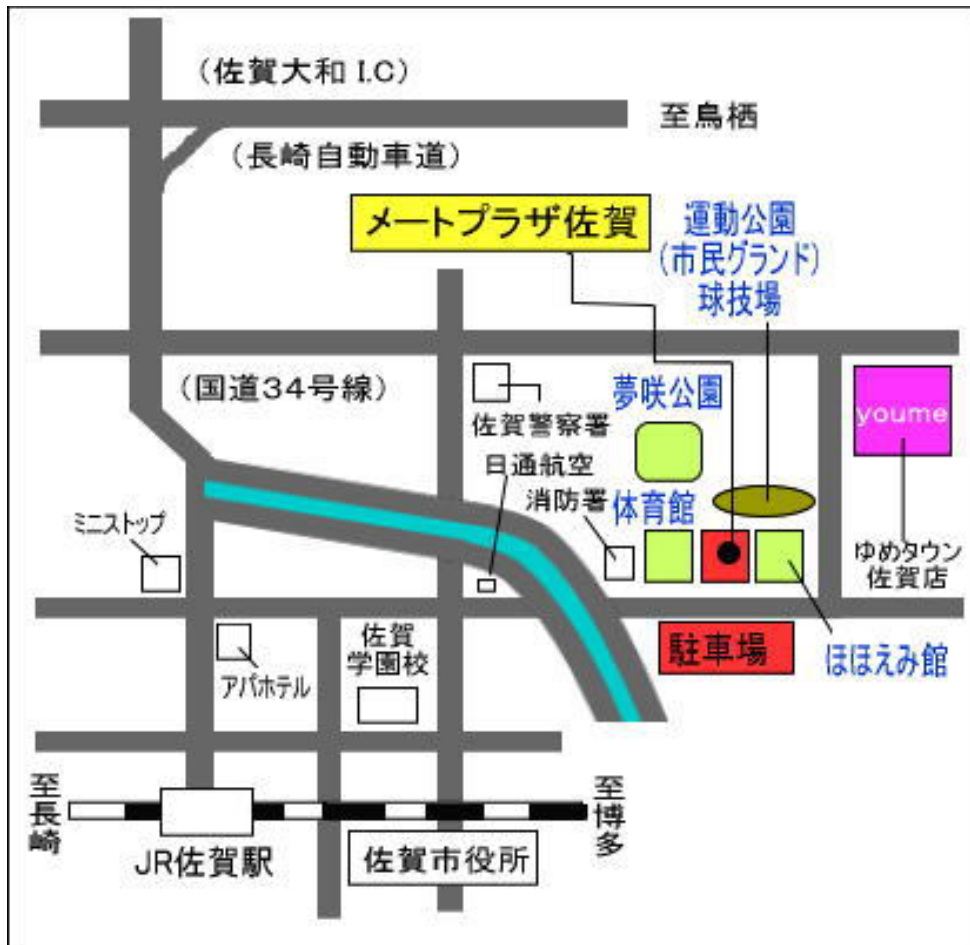 (佐賀大和 I.C)
至鳥栖
(長崎自動車道)
メートプラザ佐賀
運動公園
(市民グランド)
球技場
(国道34号線)
佐賀警察署
夢咲公園
youme
日通航空
消防署
体育館
ミニストップ
ゆめタウン
佐賀店
佐賀
学園校
アパホテル
駐車場
ほほえみ館
至長崎
至博多
JR佐賀駅
佐賀市役所